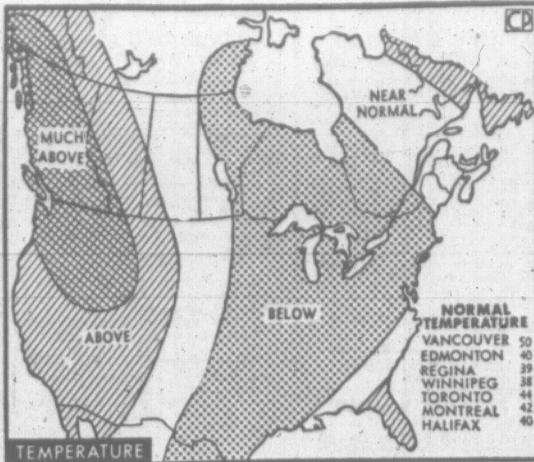 CP
NEAR
NORMAL
MUCH
ABOVE
BELOW
ABOVE
NORMAL
TEMPERATURE
VANCOUVER 50
EDMONTON 40
REGINA 39
WINNIPEG 38
TORONTO 44
MONTREAL 42
HALIFAX 40
TEMPERATURE